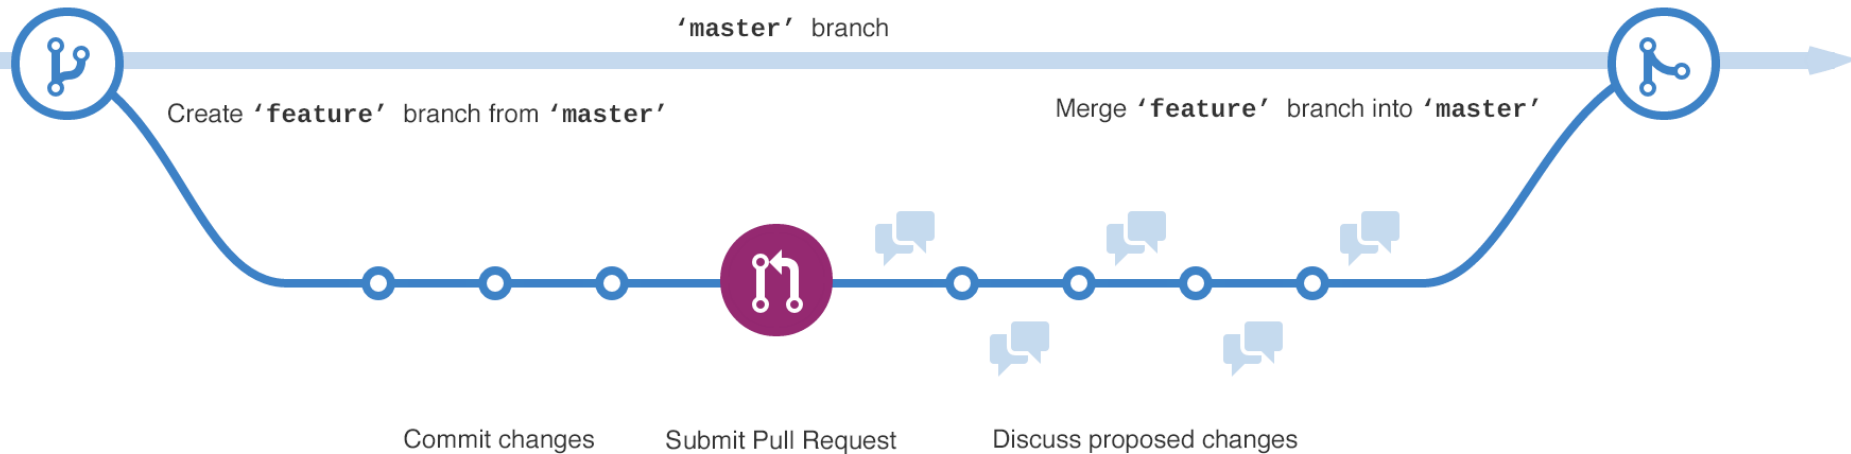 ‘master’ branch
Create ‘feature’ branch from ‘master’
Merge ‘feature’ branch into ‘master’
Commit changes
Submit Pull Request
Discuss proposed changes